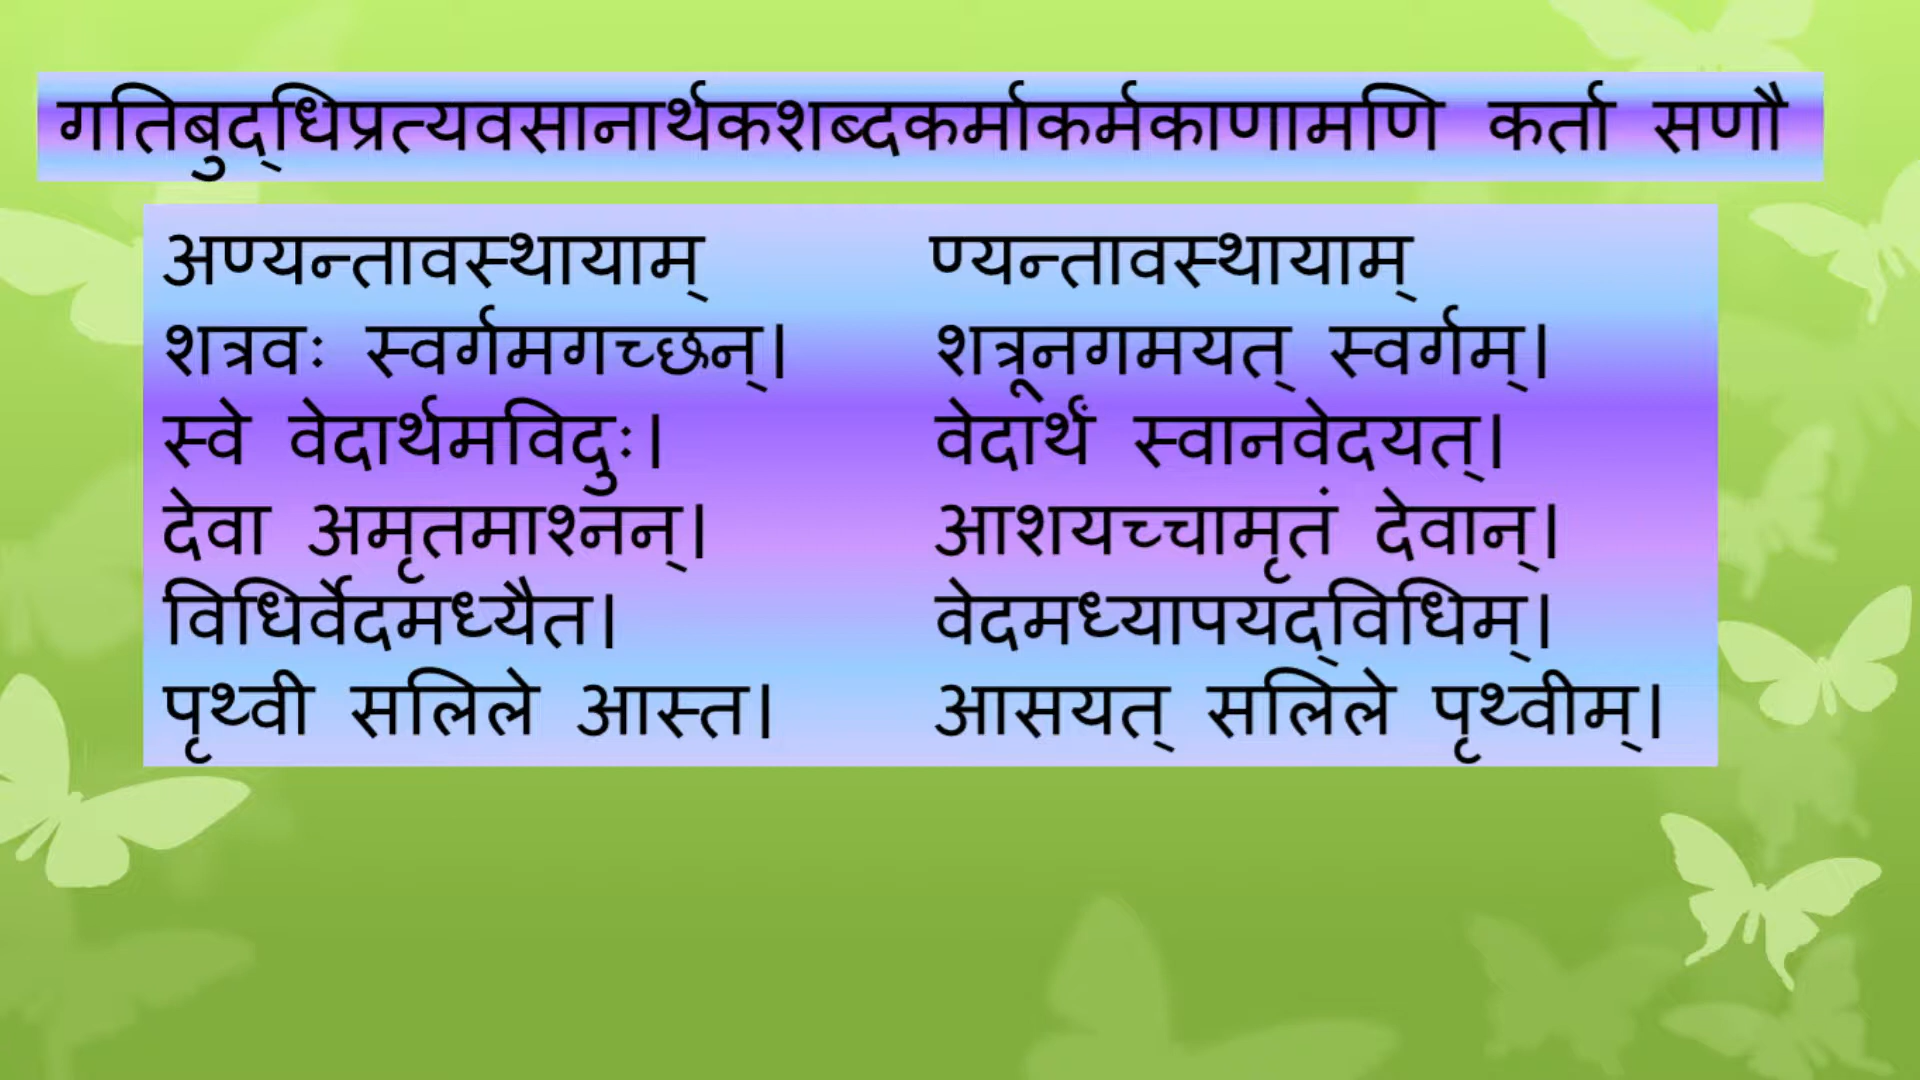 गतिबुद्धिप्रत्यवसानार्थकशब्दकर्माकर्मकाणामणि कर्ता सणौ
अण्यन्तावस्थायाम् ण्यन्तावस्थायाम्
शत्रवः स्वर्गमगच्छन्। शत्रूनगमयत् स्वर्गम्।
स्वे वेदार्थमविदुः। वेदार्थं स्वानवेदयत्।
देवा अमृतमाश्नन्। आशयच्चामृतं देवान्।
विधिर्वेदमध्यैत। वेदमध्यापयद्विधिम्।
पृथ्वी सलिले आस्त। आसयत् सलिले पृथ्वीम्।